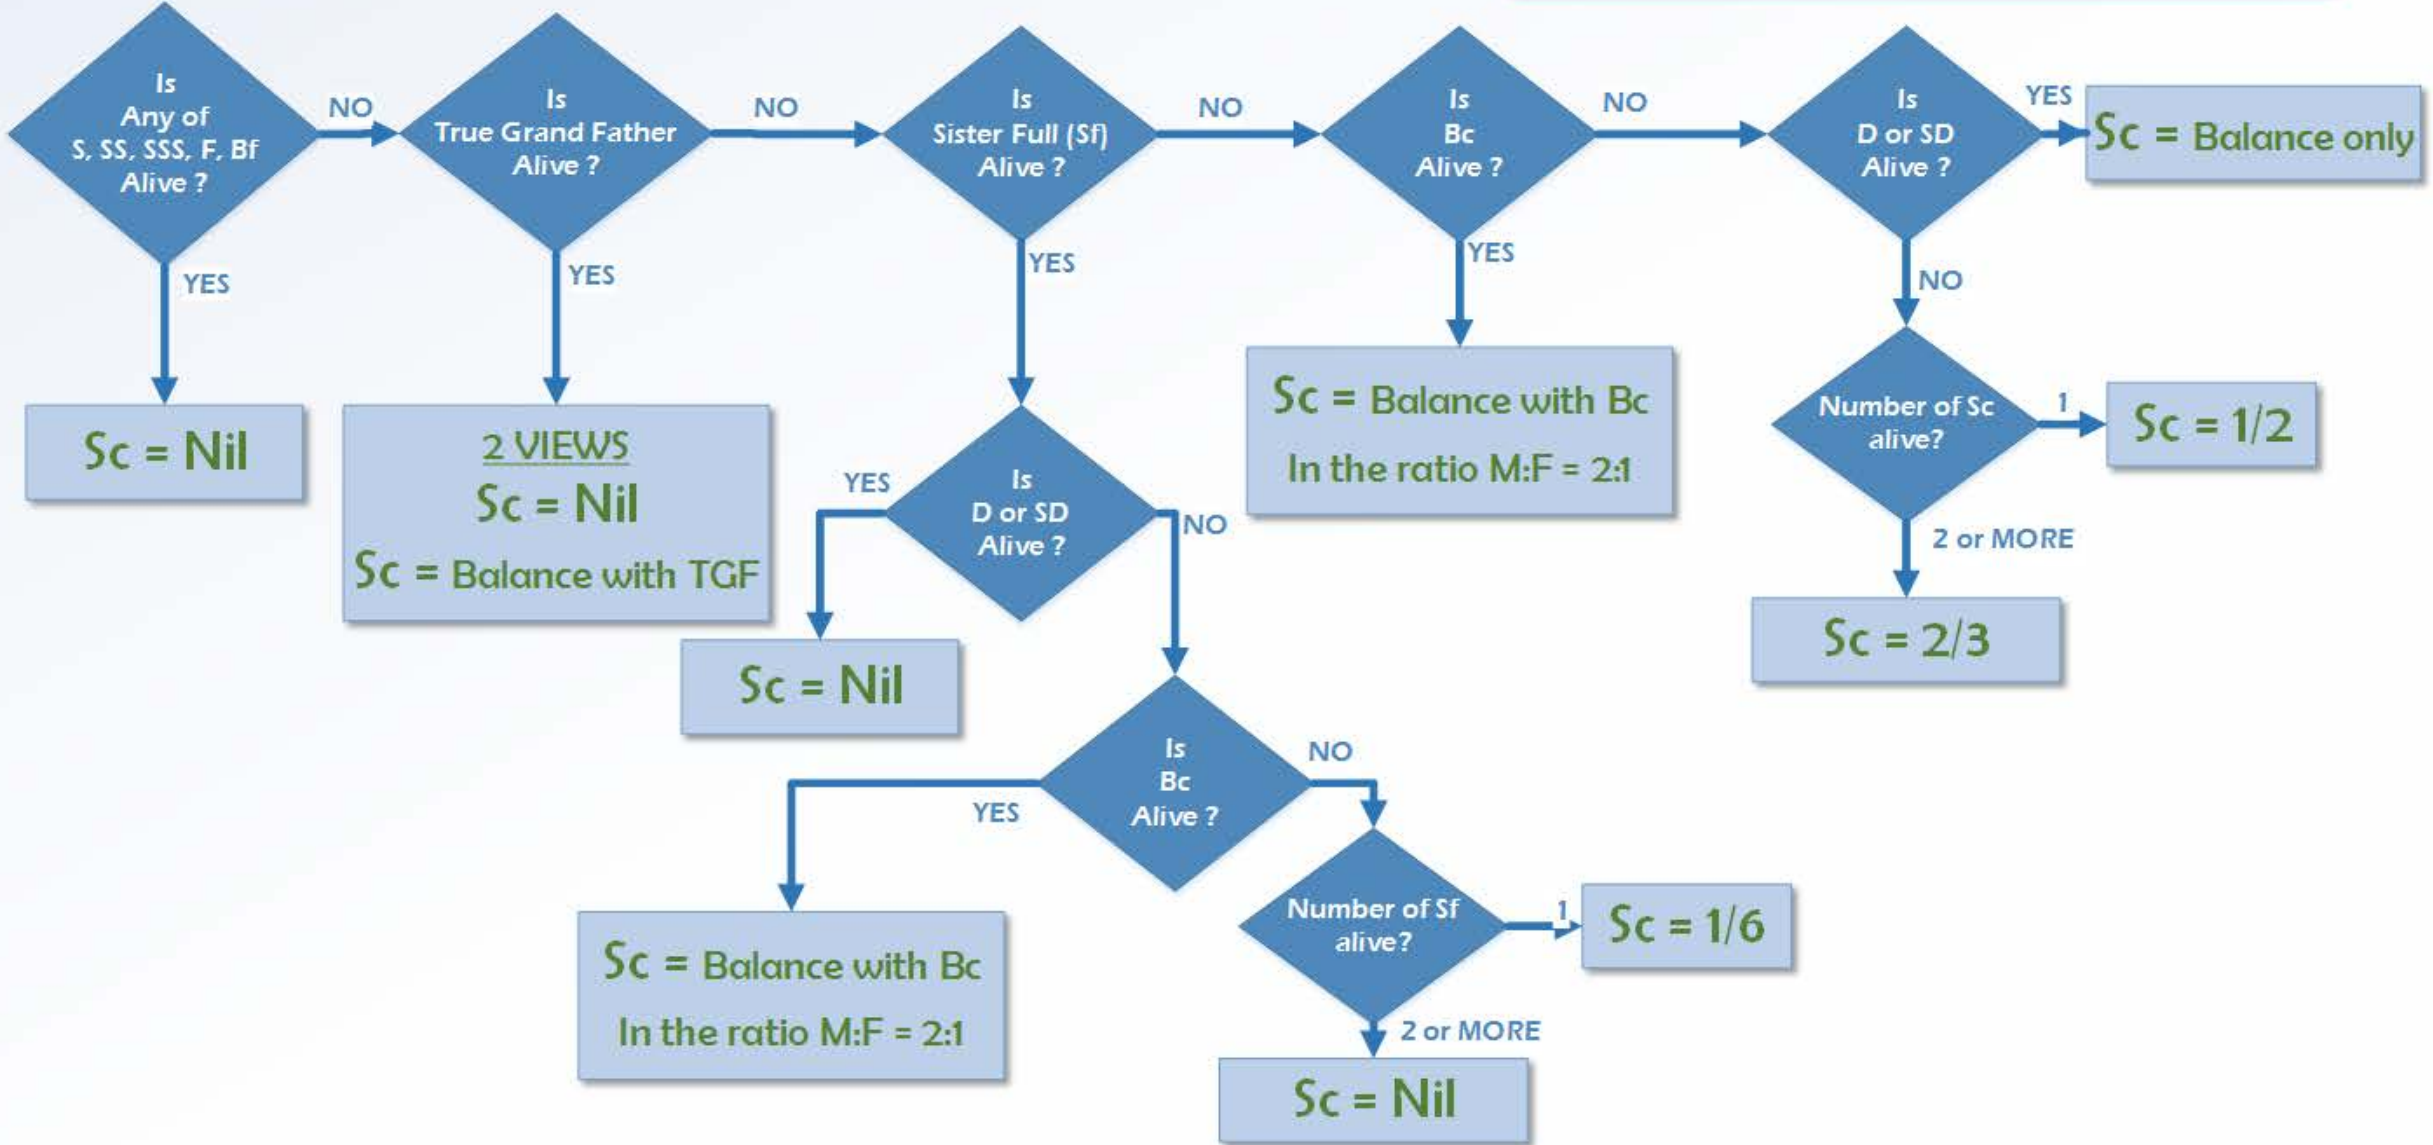 Is
Any of
S, SS, SSS, F, Bf
Alive ?
NO
Is
True Grand Father
Alive ?
NO
Is
Sister Full (Sf)
Alive ?
NO
Is
Bc
Alive ?
NO
Is
D or SD
Alive ?
YES
Sc = Balance only
YES
Sc = Nil
YES
2 VIEWS
Sc = Nil
Sc = Balance with TGF
YES
Is
D or SD
Alive ?
YES
Sc = Nil
NO
Is
Bc
Alive ?
YES
Sc = Balance with Bc
In the ratio M:F = 2:1
NO
Number of Sf
alive?
1
Sc = 1/6
2 or MORE
Sc = Nil
YES
Sc = Balance with Bc
In the ratio M:F = 2:1
NO
Number of Sc
alive?
1
Sc = 1/2
2 or MORE
Sc = 2/3